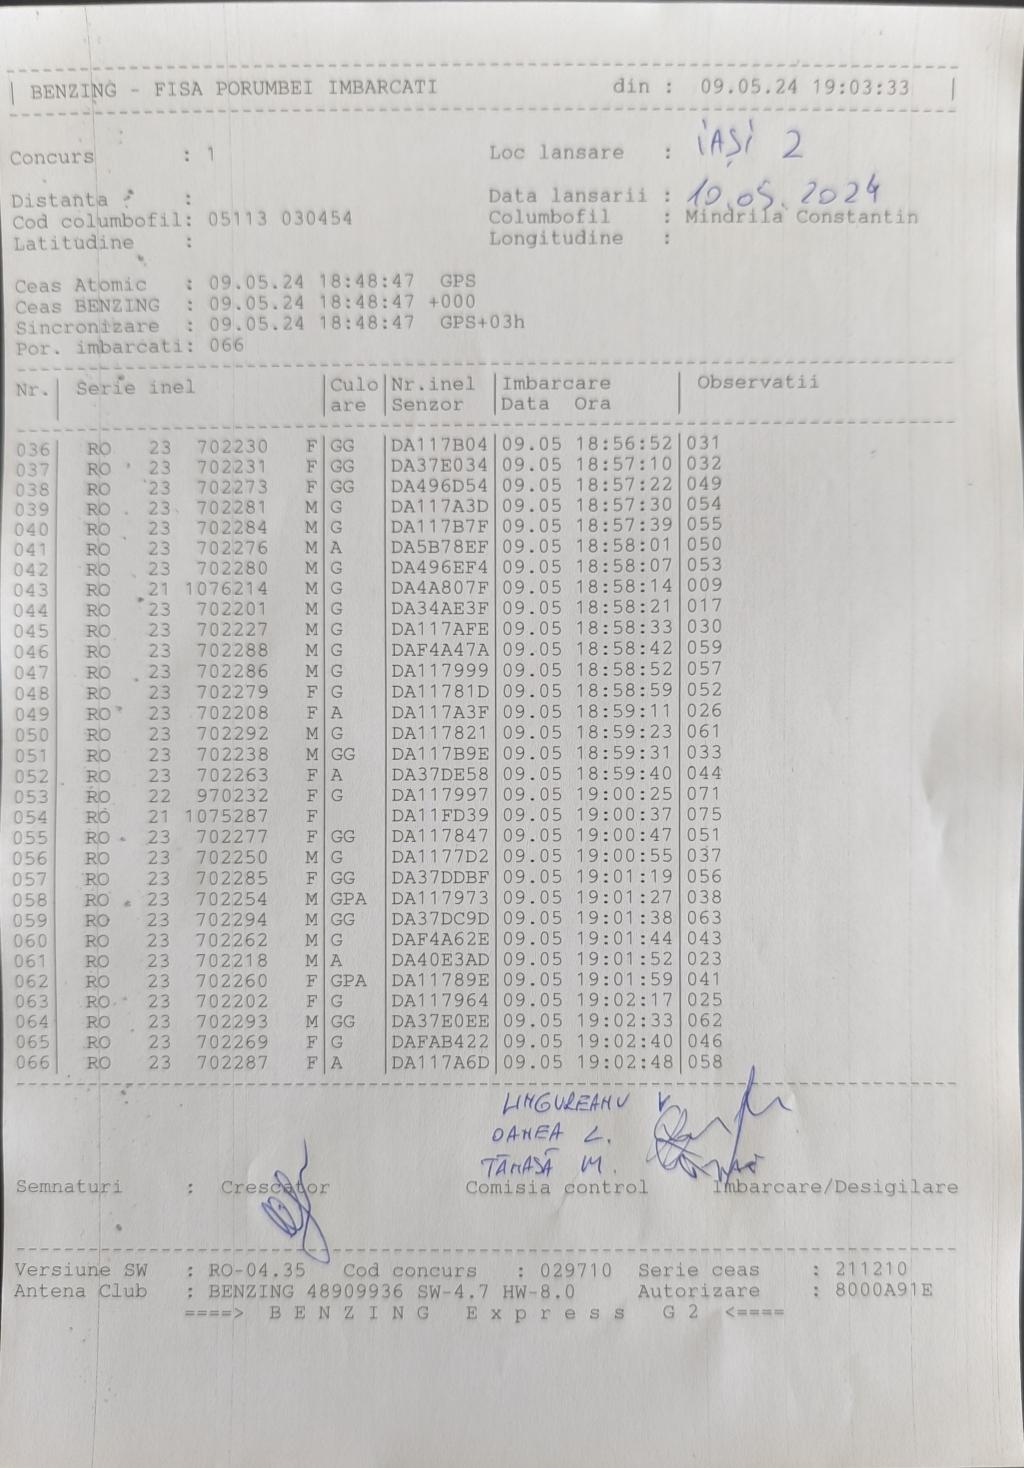 BENZING - FISA PORUMBEI IMBARCATI din : 09.05.24 19:03:33
Concurs : 1 Loc lansare : IAȘI 2
Distanta : Data lansarii : 10.05.2024
Cod columbofil: 05113 030454 Columbofil : Mindrila Constantin
Latitudine : Longitudine :
Ceas Atomic : 09.05.24 18:48:47 GPS
Ceas BENZING : 09.05.24 18:48:47 +000
Sincronizare : 09.05.24 18:48:47 GPS+03h
Por. imbarcati: 066
Nr.| Serie inel |Culo|Nr.inel |Imbarcare | Observatii
| |are |Senzor |Data Ora |
036| RO 23 702230 F|GG |DA117B04|09.05 18:56:52|031
037| RO 23 702231 F|GG |DA37E034|09.05 18:57:10|032
038| RO 23 702273 F|GG |DA496D54|09.05 18:57:22|049
039| RO 23 702281 M|G |DA117A3D|09.05 18:57:30|054
040| RO 23 702284 M|G |DA117B7F|09.05 18:57:39|055
041| RO 23 702276 M|A |DA5B78EF|09.05 18:58:01|050
042| RO 23 702280 M|G |DA496EF4|09.05 18:58:07|053
043| RO 21 1076214 M|G |DA4A807F|09.05 18:58:14|009
044| RO 23 702201 M|G |DA34AE3F|09.05 18:58:21|017
045| RO 23 702227 M|G |DA117AFE|09.05 18:58:33|030
046| RO 23 702288 M|G |DAF4A47A|09.05 18:58:42|059
047| RO 23 702286 M|G |DA117999|09.05 18:58:52|057
048| RO 23 702279 F|G |DA11781D|09.05 18:58:59|052
049| RO 23 702208 F|A |DA117A3F|09.05 18:59:11|026
050| RO 23 702292 M|G |DA117821|09.05 18:59:23|061
051| RO 23 702238 M|GG |DA117B9E|09.05 18:59:31|033
052| RO 23 702263 F|A |DA37DE58|09.05 18:59:40|044
053| RO 22 970232 F|G |DA117997|09.05 19:00:25|071
054| RO 21 1075287 F| |DA11FD39|09.05 19:00:37|075
055| RO 23 702277 F|GG |DA117847|09.05 19:00:47|051
056| RO 23 702250 M|G |DA1177D2|09.05 19:00:55|037
057| RO 23 702285 F|GG |DA37DDBF|09.05 19:01:19|056
058| RO 23 702254 M|GPA |DA117973|09.05 19:01:27|038
059| RO 23 702294 M|GG |DA37DC9D|09.05 19:01:38|063
060| RO 23 702262 M|G |DAF4A62E|09.05 19:01:44|043
061| RO 23 702218 M|A |DA40E3AD|09.05 19:01:52|023
062| RO 23 702260 F|GPA |DA11789E|09.05 19:01:59|041
063| RO 23 702202 F|G |DA117964|09.05 19:02:17|025
064| RO 23 702293 M|GG |DA37E0EE|09.05 19:02:33|062
065| RO 23 702269 F|G |DAFAB422|09.05 19:02:40|046
066| RO 23 702287 F|A |DA117A6D|09.05 19:02:48|058
LINGUREANU V
OANEA L.
TĂNASĂ M.
Semnaturi : Crescator Comisia control Imbarcare/Desigilare
Versiune SW : RO-04.35 Cod concurs : 029710 Serie ceas : 211210
Antena Club : BENZING 48909936 SW-4.7 HW-8.0 Autorizare : 8000A91E
====> B E N Z I N G E x p r e s s G 2 <====